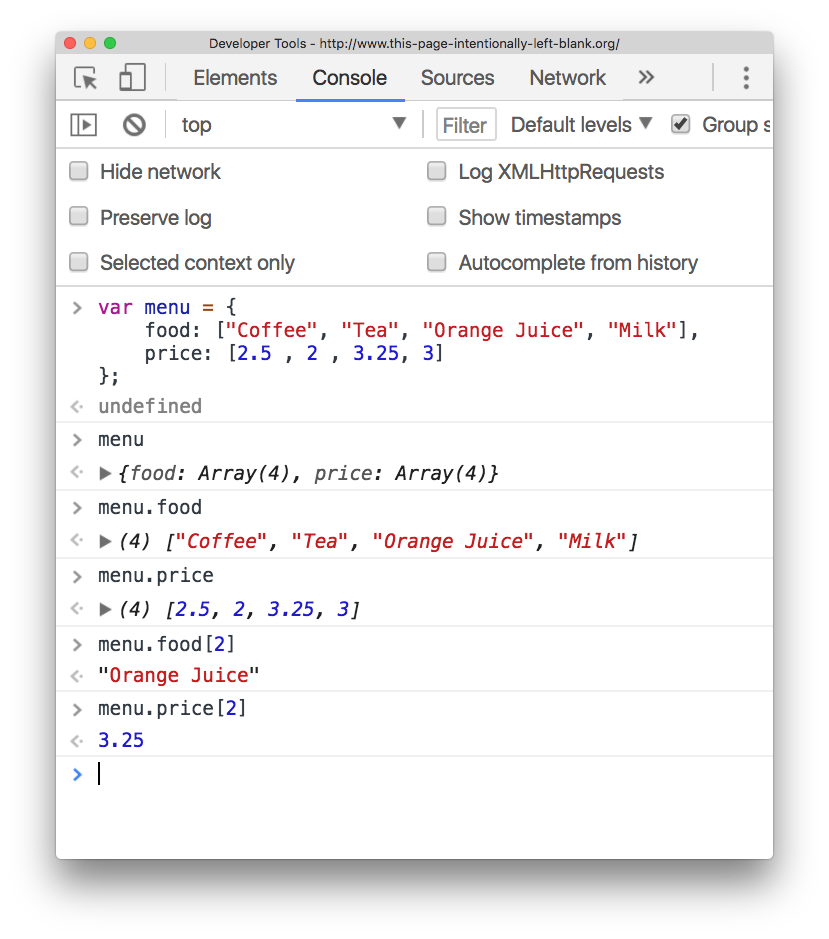 Developer Tools - http://www.this-page-intentionally-left-blank.org/
Elements Console Sources Network
top Filter Default levels Group s
Hide network Log XMLHttpRequests
Preserve log Show timestamps
Selected context only Autocomplete from history
> var menu = {
food: ["Coffee", "Tea", "Orange Juice", "Milk"],
price: [2.5 , 2 , 3.25, 3]
};
undefined
> menu
{food: Array(4), price: Array(4)}
> menu.food
(4) ["Coffee", "Tea", "Orange Juice", "Milk"]
> menu.price
(4) [2.5, 2, 3.25, 3]
> menu.food[2]
"Orange Juice"
> menu.price[2]
3.25
>